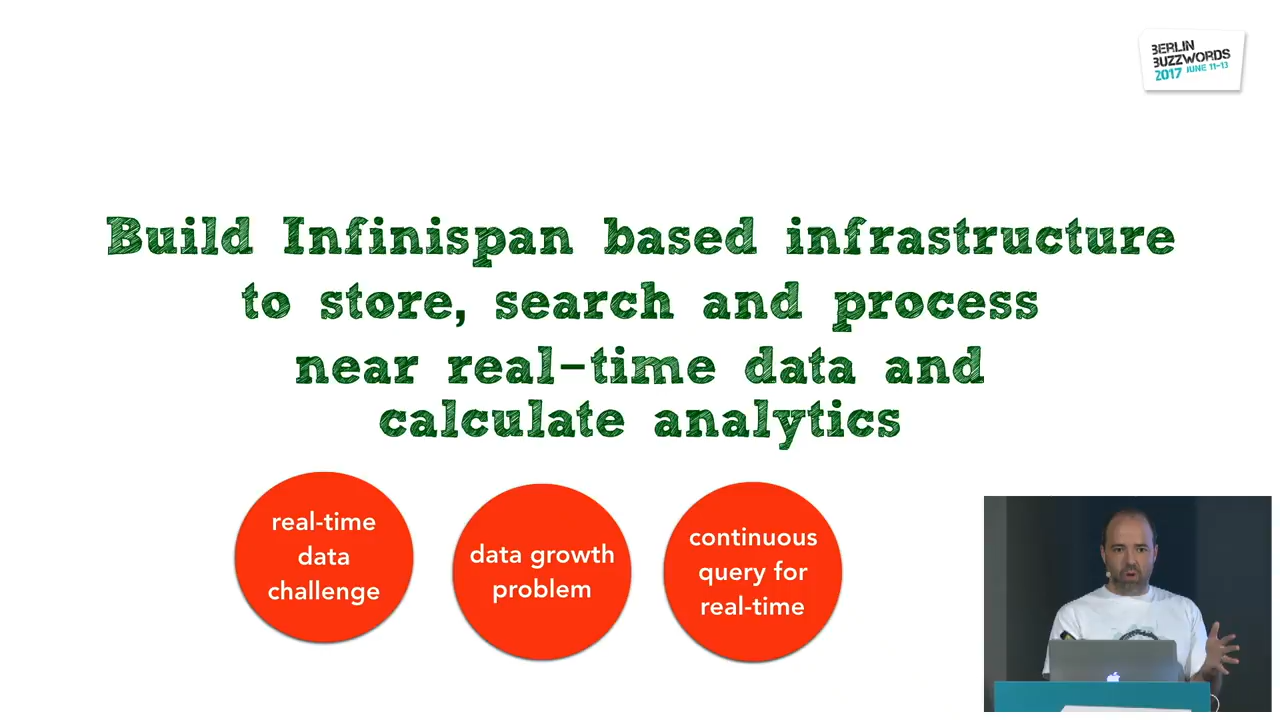 BERLIN
BUZZWORDS
2017 JUNE 11-13
Build Infinispan based infrastructure
to store, search and process
near real-time data and
calculate analytics
real-time
data
challenge
data growth
problem
continuous
query for
real-time